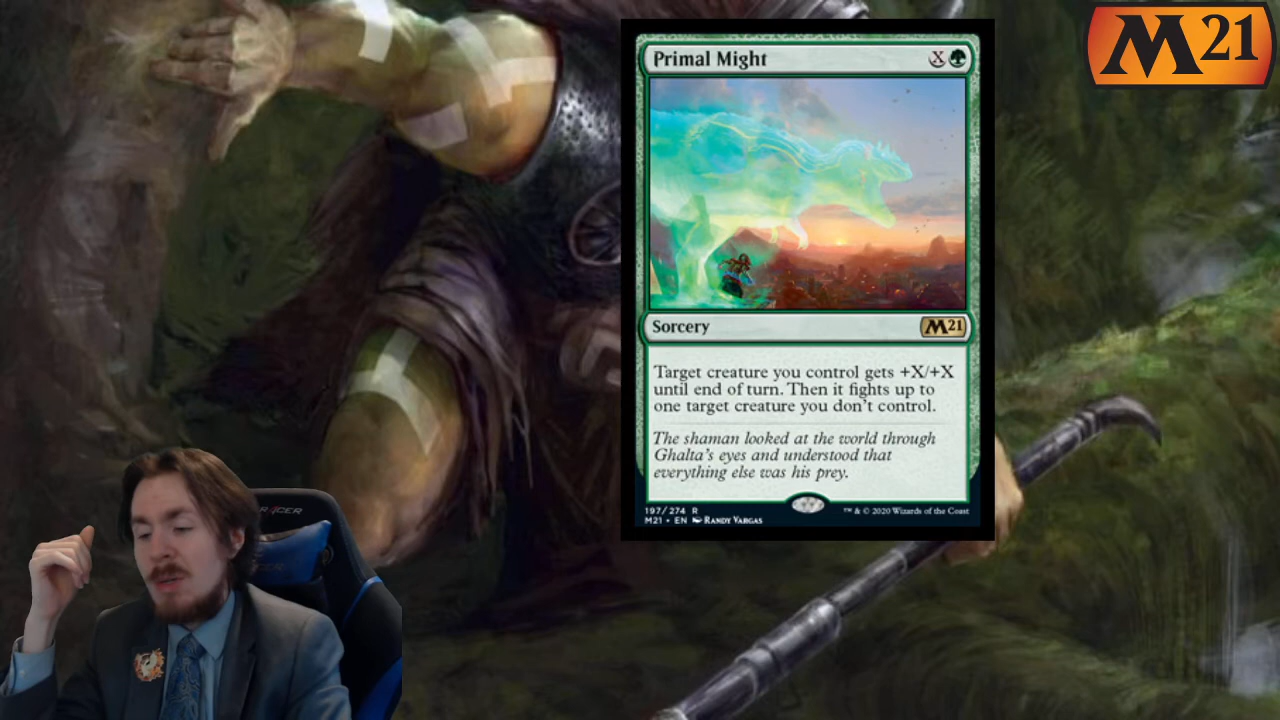 M21
Primal Might
X
Sorcery
M21
Target creature you control gets +X/+X
until end of turn. Then it fights up to
one target creature you don't control.
The shaman looked at the world through
Ghalta's eyes and understood that
everything else was his prey.
197/274 R
M21 • EN Randy Vargas
™ & © 2020 Wizards of the Coast